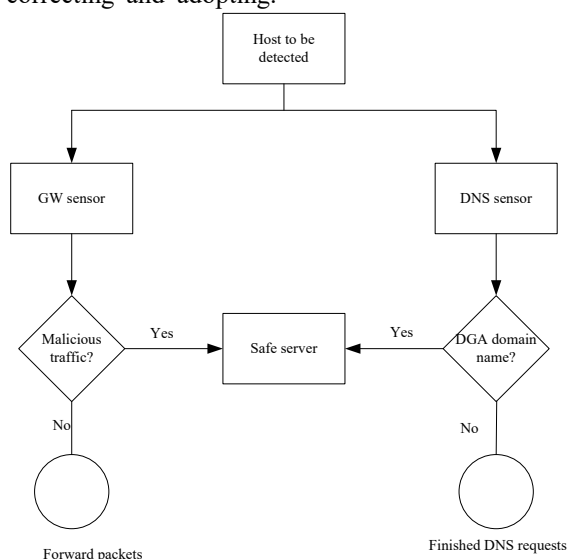 correcting and adopting.
Host to be
detected
GW sensor
DNS sensor
Malicious
traffic?
Yes
Safe server
Yes
DGA domain
name?
No
No
Forward packets
Finished DNS requests